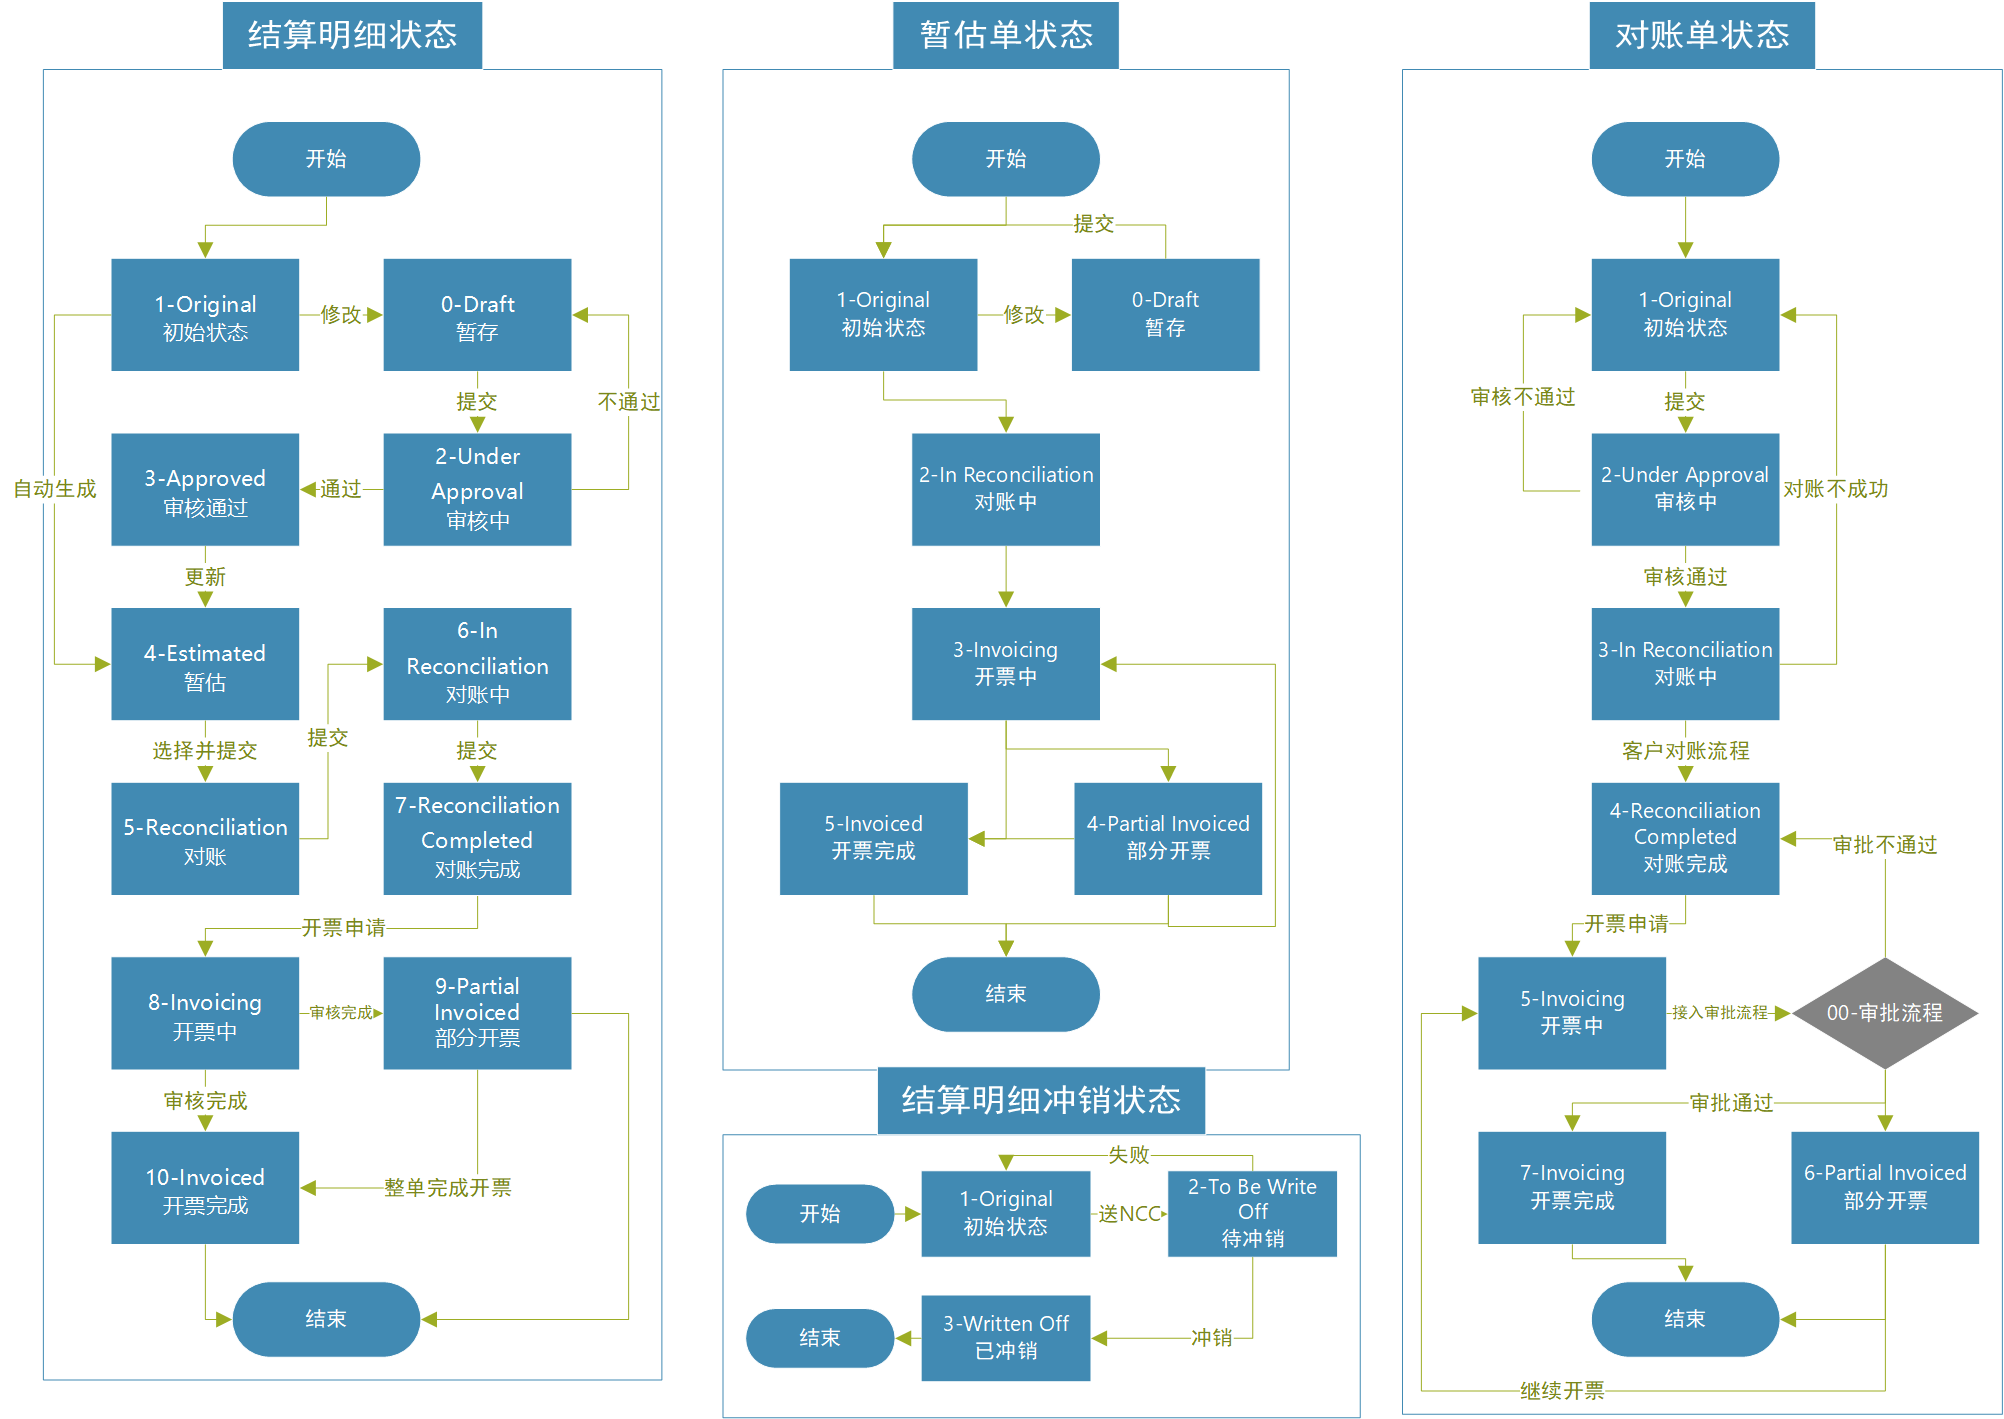 结算明细状态
开始
1-Original
初始状态
修改
0-Draft
暂存
提交
不通过
自动生成
3-Approved
审核通过
通过
2-Under
Approval
审核中
更新
4-Estimated
暂估
6-In
Reconciliation
对账中
选择并提交
提交
提交
5-Reconciliation
对账
7-Reconciliation
Completed
对账完成
开票申请
8-Invoicing
开票中
审核完成
9-Partial
Invoiced
部分开票
审核完成
10-Invoiced
开票完成
整单完成开票
结束
暂估单状态
开始
提交
1-Original
初始状态
修改
0-Draft
暂存
2-In Reconciliation
对账中
3-Invoicing
开票中
5-Invoiced
开票完成
4-Partial Invoiced
部分开票
结束
结算明细冲销状态
失败
开始
1-Original
初始状态
送NCC
2-To Be Write
Off
待冲销
结束
3-Written Off
已冲销
冲销
对账单状态
开始
1-Original
初始状态
审核不通过
提交
2-Under Approval
审核中
对账不成功
审核通过
3-In Reconciliation
对账中
客户对账流程
4-Reconciliation
Completed
对账完成
审批不通过
开票申请
5-Invoicing
开票中
接入审批流程
00-审批流程
审批通过
7-Invoicing
开票完成
6-Partial Invoiced
部分开票
结束
继续开票